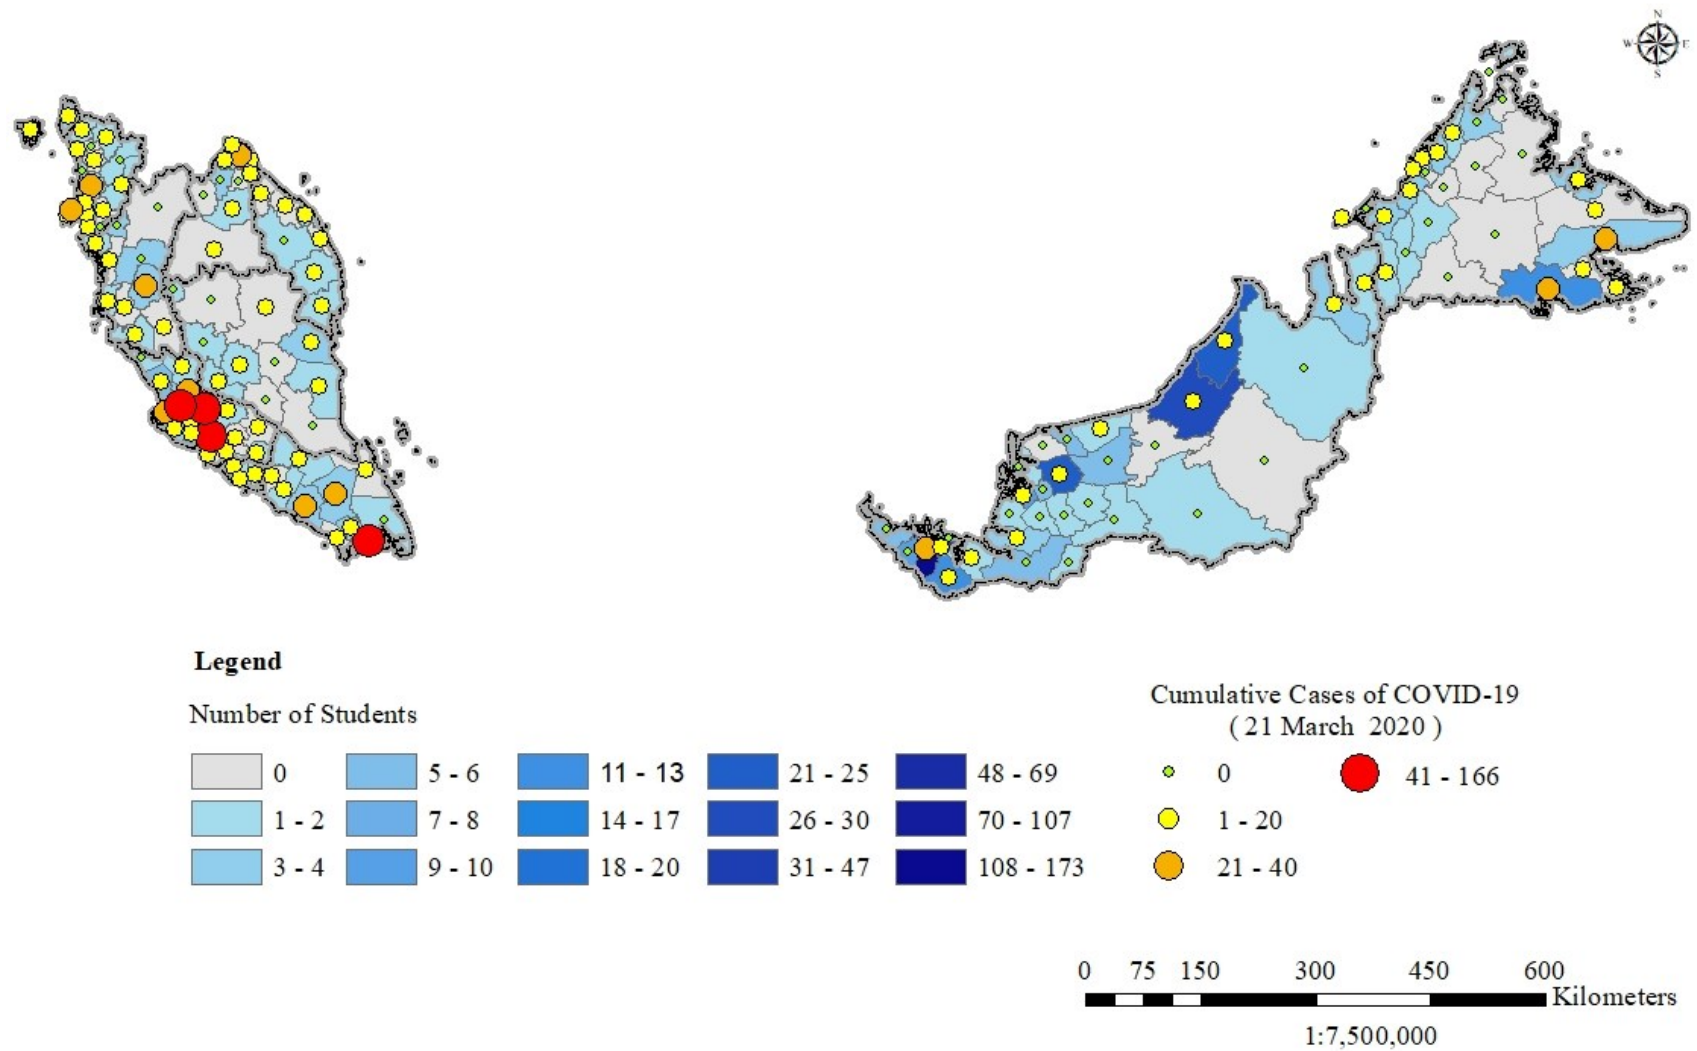 N
W E
S
Legend
Number of Students
0
5 - 6
11 - 13
21 - 25
48 - 69
1 - 2
7 - 8
14 - 17
26 - 30
70 - 107
3 - 4
9 - 10
18 - 20
31 - 47
108 - 173
Cumulative Cases of COVID-19
( 21 March 2020 )
0
41 - 166
1 - 20
21 - 40
0 75 150 300 450 600
Kilometers
1:7,500,000